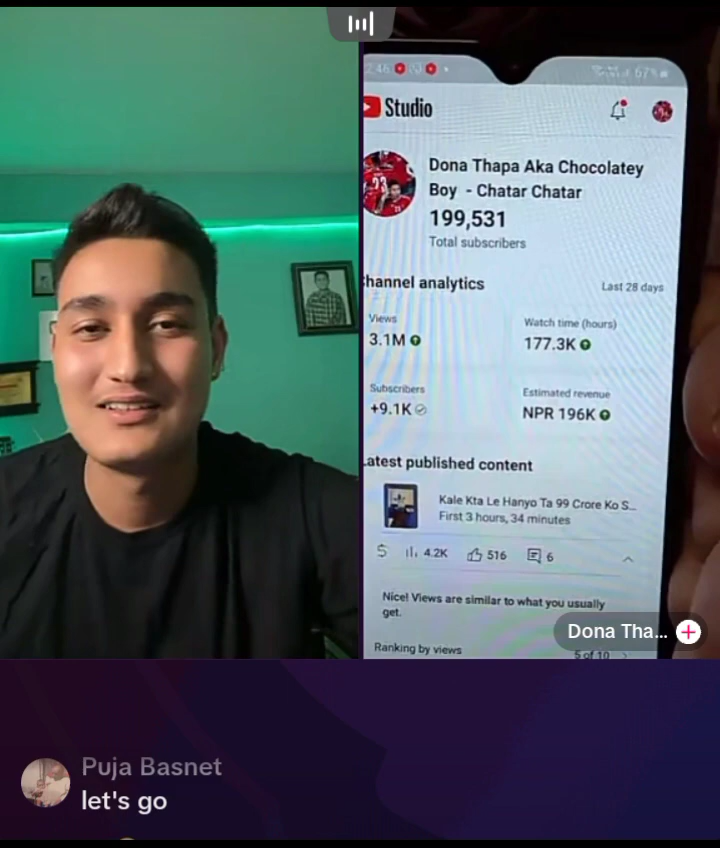 Studio
Dona Thapa Aka Chocolatey
Boy - Chatar Chatar
199,531
Total subscribers
hannel analytics
Last 28 days
Views
Watch time (hours)
3.1M
177.3K
Subscribers
Estimated revenue
+9.1K
NPR 196K
Latest published content
Kale Kta Le Hanyo Ta 99 Crore Ko S...
First 3 hours, 34 minutes
4.2K 516 6
Nice! Views are similar to what you usually
get.
Dona Tha...
Ranking by views
5 of 10
Puja Basnet
let's go